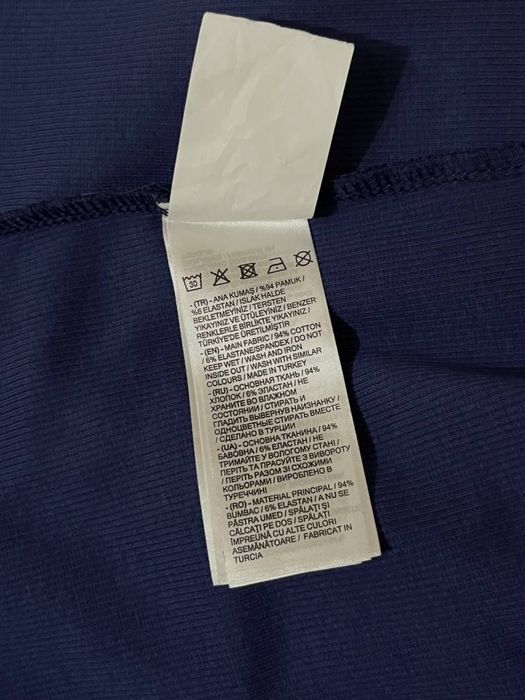 30
- (TR) - ANA KUMAŞ / %94 PAMUK /
%6 ELASTAN / ISLAK HALDE
BEKLETMEYİNİZ / TERSTEN
YIKAYINIZ VE ÜTÜLEYİNİZ / BENZER
RENKLERLE BİRLİKTE YIKAYINIZ /
TÜRKİYE'DE ÜRETİLMİŞTİR
- (EN) - MAIN FABRIC / 94% COTTON
/ 6% ELASTANE/SPANDEX / DO NOT
KEEP WET / WASH AND IRON
INSIDE OUT / WASH WITH SIMILAR
COLOURS / MADE IN TURKEY
- (RU) - ОСНОВНАЯ ТКАНЬ / 94%
ХЛОПОК / 6% ЭЛАСТАН / НЕ
ХРАНИТЕ ВО ВЛАЖНОМ
СОСТОЯНИИ / СТИРАТЬ И
ГЛАДИТЬ ВЫВЕРНУВ НАИЗНАНКУ /
ОДНОЦВЕТНЫЕ СТИРАТЬ ВМЕСТЕ
/ СДЕЛАНО В ТУРЦИИ
- (UA) - ОСНОВНА ТКАНИНА / 94%
БАВОВНА / 6% ЕЛАСТАН / НЕ
ТРИМАЙТЕ У ВОЛОГОМУ СТАНІ /
ПЕРІТЬ ТА ПРАСУЙТЕ З ВИВОРОТУ
/ ПЕРІТЬ РАЗОМ ЗІ СХОЖИМИ
КОЛЬОРАМИ / ВИРОБЛЕНО В
ТУРЕЧЧИНІ
- (RO) - MATERIAL PRINCIPAL / 94%
BUMBAC / 6% ELASTAN / A NU SE
PĂSTRA UMED / SPĂLAȚI ȘI
CĂLCAȚI PE DOS / SPĂLAȚI
ÎMPREUNĂ CU ALTE CULORI
ASEMĂNĂTOARE / FABRICAT IN
TURCIA